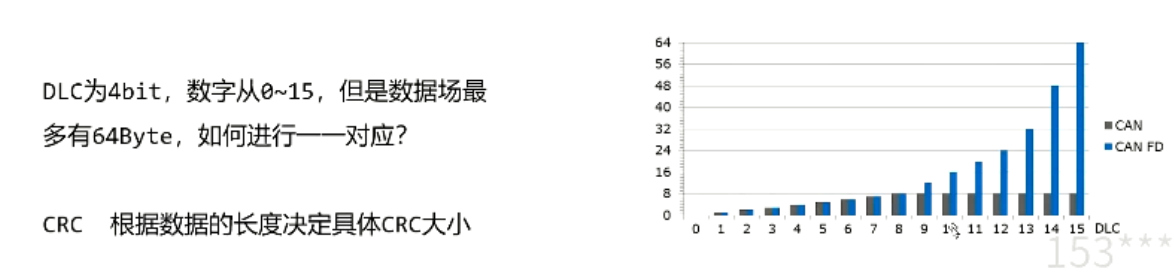 DLC为4bit，数字从0~15，但是数据场最
多有64Byte，如何进行一一对应？
CRC 根据数据的长度决定具体CRC大小
64
56
48
40
32
24
16
8
0
0 1 2 3 4 5 6 7 8 9 10 11 12 13 14 15 DLC
CAN
CAN FD
153***